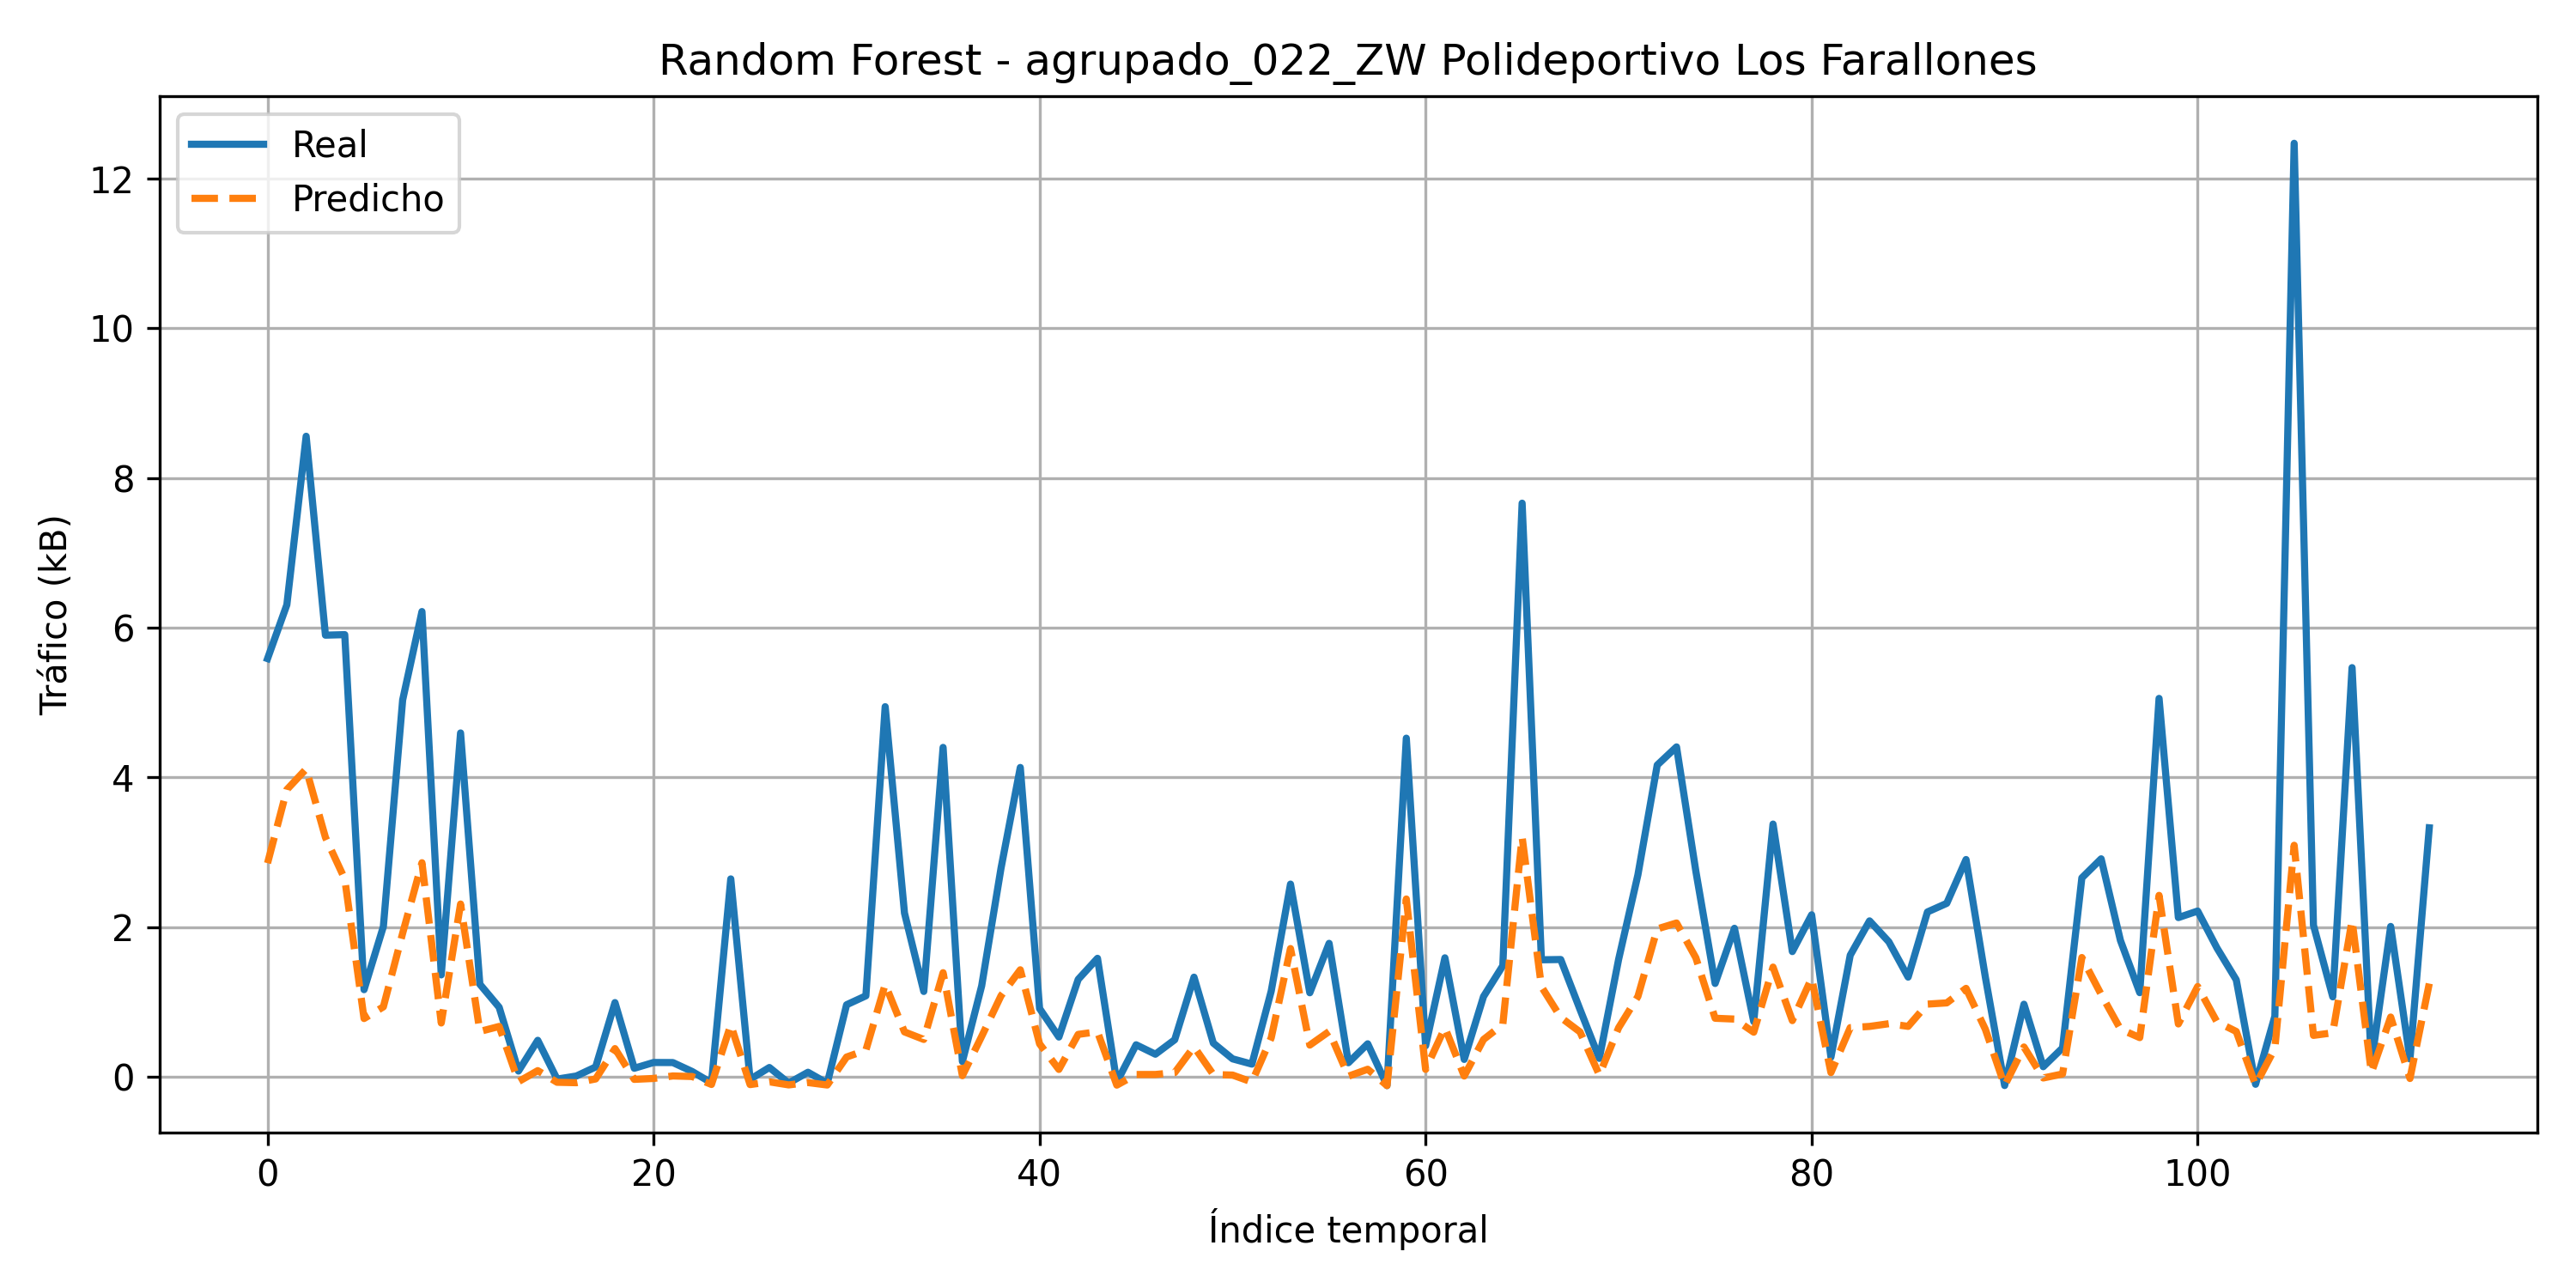 Random Forest - agrupado_022_ZW Polideportivo Los Farallones
Real
Predicho
Tráfico (kB)
12
10
8
6
4
2
0
0 20 40 60 80 100
Índice temporal